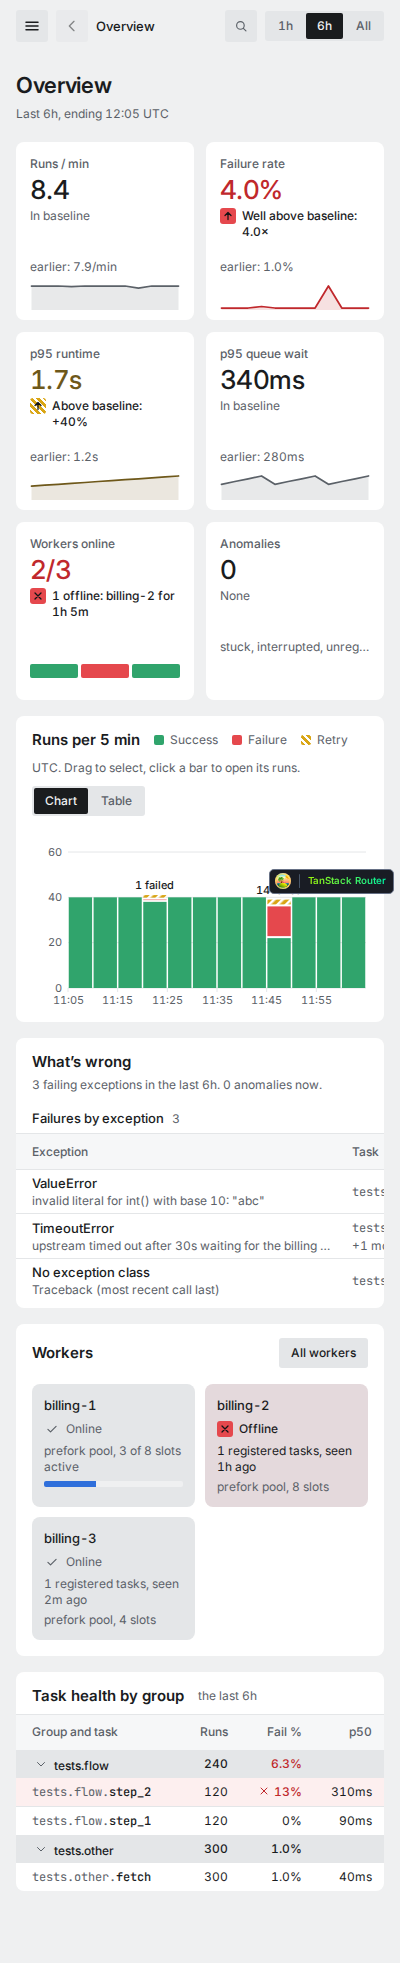 Overview
1h 6h All
Overview
Last 6h, ending 12:05 UTC
Runs / min
8.4
In baseline
earlier: 7.9/min
Failure rate
4.0%
Well above baseline:
4.0×
earlier: 1.0%
p95 runtime
1.7s
Above baseline:
+40%
earlier: 1.2s
p95 queue wait
340ms
In baseline
earlier: 280ms
Workers online
2/3
1 offline: billing-2 for
1h 5m
Anomalies
0
None
stuck, interrupted, unreg...
Runs per 5 min Success Failure Retry
UTC. Drag to select, click a bar to open its runs.
Chart Table
60
1 failed
14
TanStack Router
40
20
0
11:05 11:15 11:25 11:35 11:45 11:55
What's wrong
3 failing exceptions in the last 6h. 0 anomalies now.
Failures by exception 3
Exception Task
ValueError
invalid literal for int() with base 10: "abc"
tests
TimeoutError
upstream timed out after 30s waiting for the billing ...
tests
+1 m
No exception class
Traceback (most recent call last)
tests
Workers All workers
billing-1
Online
prefork pool, 3 of 8 slots
active
billing-2
Offline
1 registered tasks, seen
1h ago
prefork pool, 8 slots
billing-3
Online
1 registered tasks, seen
2m ago
prefork pool, 4 slots
Task health by group the last 6h
Group and task Runs Fail % p50
tests.flow 240 6.3%
tests.flow.step_2 120 13% 310ms
tests.flow.step_1 120 0% 90ms
tests.other 300 1.0%
tests.other.fetch 300 1.0% 40ms